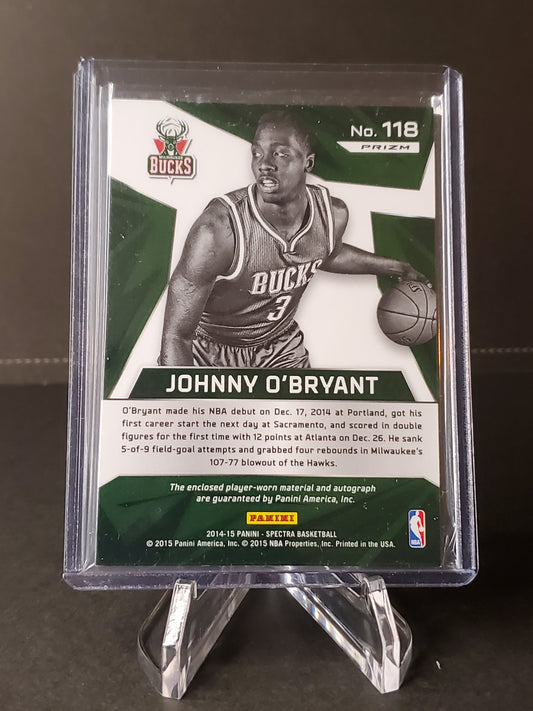 MILWAUKEE
BUCKS
No. 118
PRIZM
BUCKS
3
JOHNNY O'BRYANT
O'Bryant made his NBA debut on Dec. 17, 2014 at Portland, got his
first career start the next day at Sacramento, and scored in double
figures for the first time with 12 points at Atlanta on Dec. 26. He sank
5-of-9 field-goal attempts and grabbed four rebounds in Milwaukee's
107-77 blowout of the Hawks.
The enclosed player-worn material and autograph
are guaranteed by Panini America, Inc.
PANINI
2014-15 PANINI - SPECTRA BASKETBALL
© 2015 Panini America, Inc. © 2015 NBA Properties, Inc. Printed in the USA.
NBA